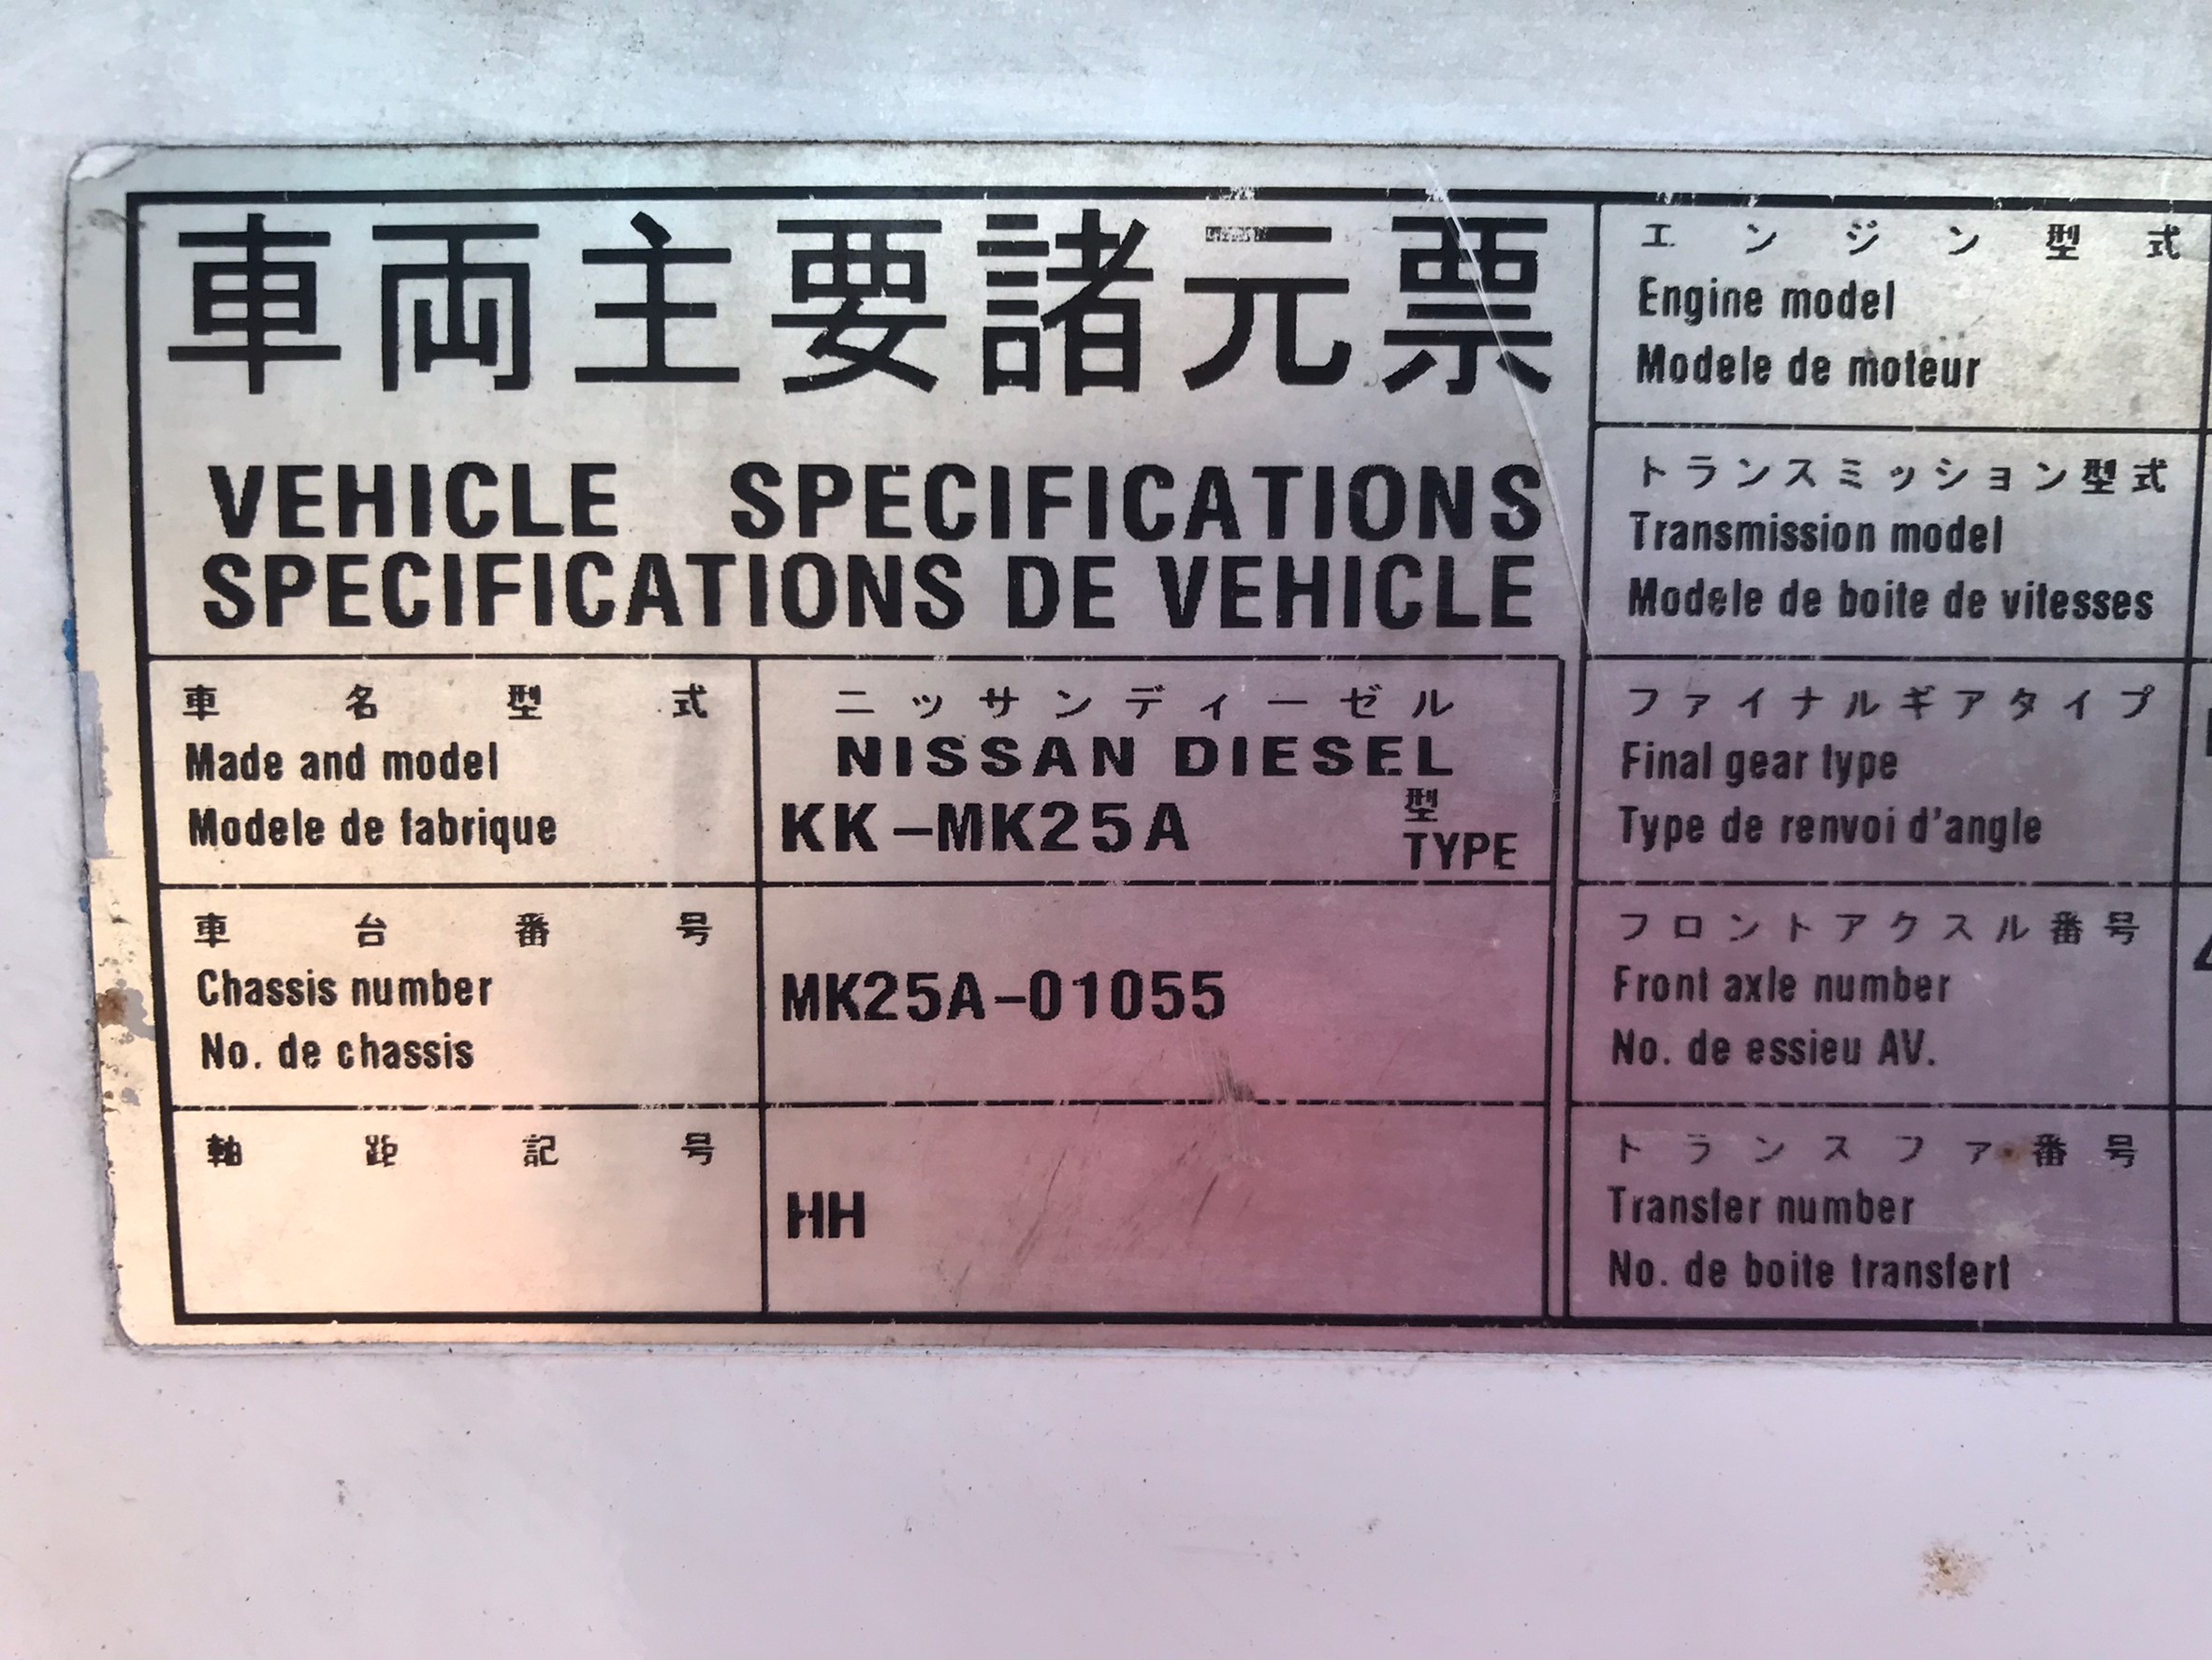 車両主要諸元票
VEHICLE SPECIFICATIONS
SPECIFICATIONS DE VEHICLE
車名型式
Made and model
Modele de fabrique
ニッサンディーゼル
NISSAN DIESEL
KK-MK25A 型
TYPE
車台番号
Chassis number
No. de chassis
MK25A-01055
軸距記号
HH
エンジン型式
Engine model
Modele de moteur
トランスミッション型式
Transmission model
Modele de boite de vitesses
ファイナルギアタイプ
Final gear type
Type de renvoi d'angle
フロントアクスル番号
Front axle number
No. de essieu AV.
トランスファ番号
Transfer number
No. de boite transfert